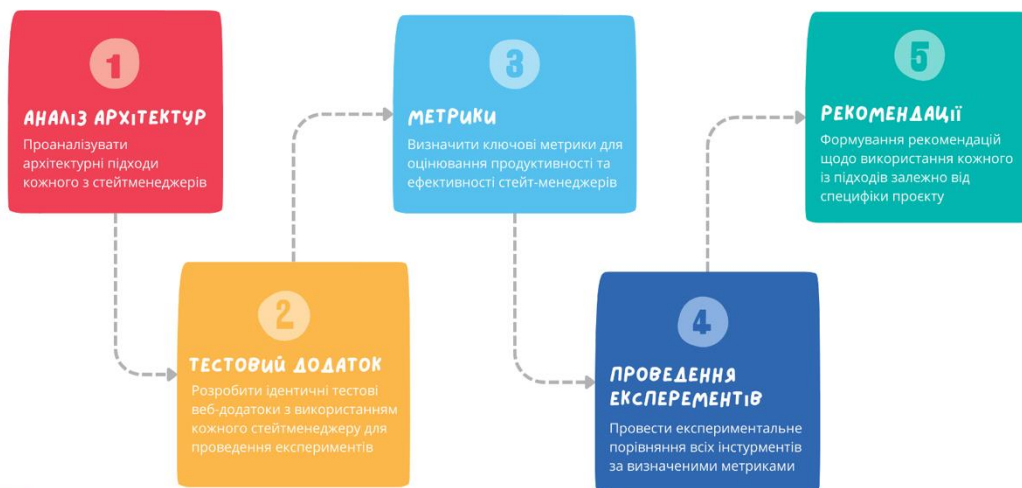 1
АНАЛІЗ АРХІТЕКТУР
Проаналізувати
архітектурні підходи
кожного з стейтменеджерів
2
ТЕСТОВИЙ ДОДАТОК
Розробити ідентичні тестові
веб-додатоки з використанням
кожного стейтменеджеру для
проведення експериментів
3
МЕТРИКИ
Визначити ключові метрики для
оцінювання продуктивності та
ефективності стейт-менеджерів
4
ПРОВЕДЕННЯ
ЕКСПЕРЕМЕНТІВ
Провести експериментальне
порівняння всіх інстурментів
за визначеними метриками
5
РЕКОМЕНДАЦІЇ
Формування рекомендацій
щодо використання кожного
із підходів залежно від
специфіки проєкту